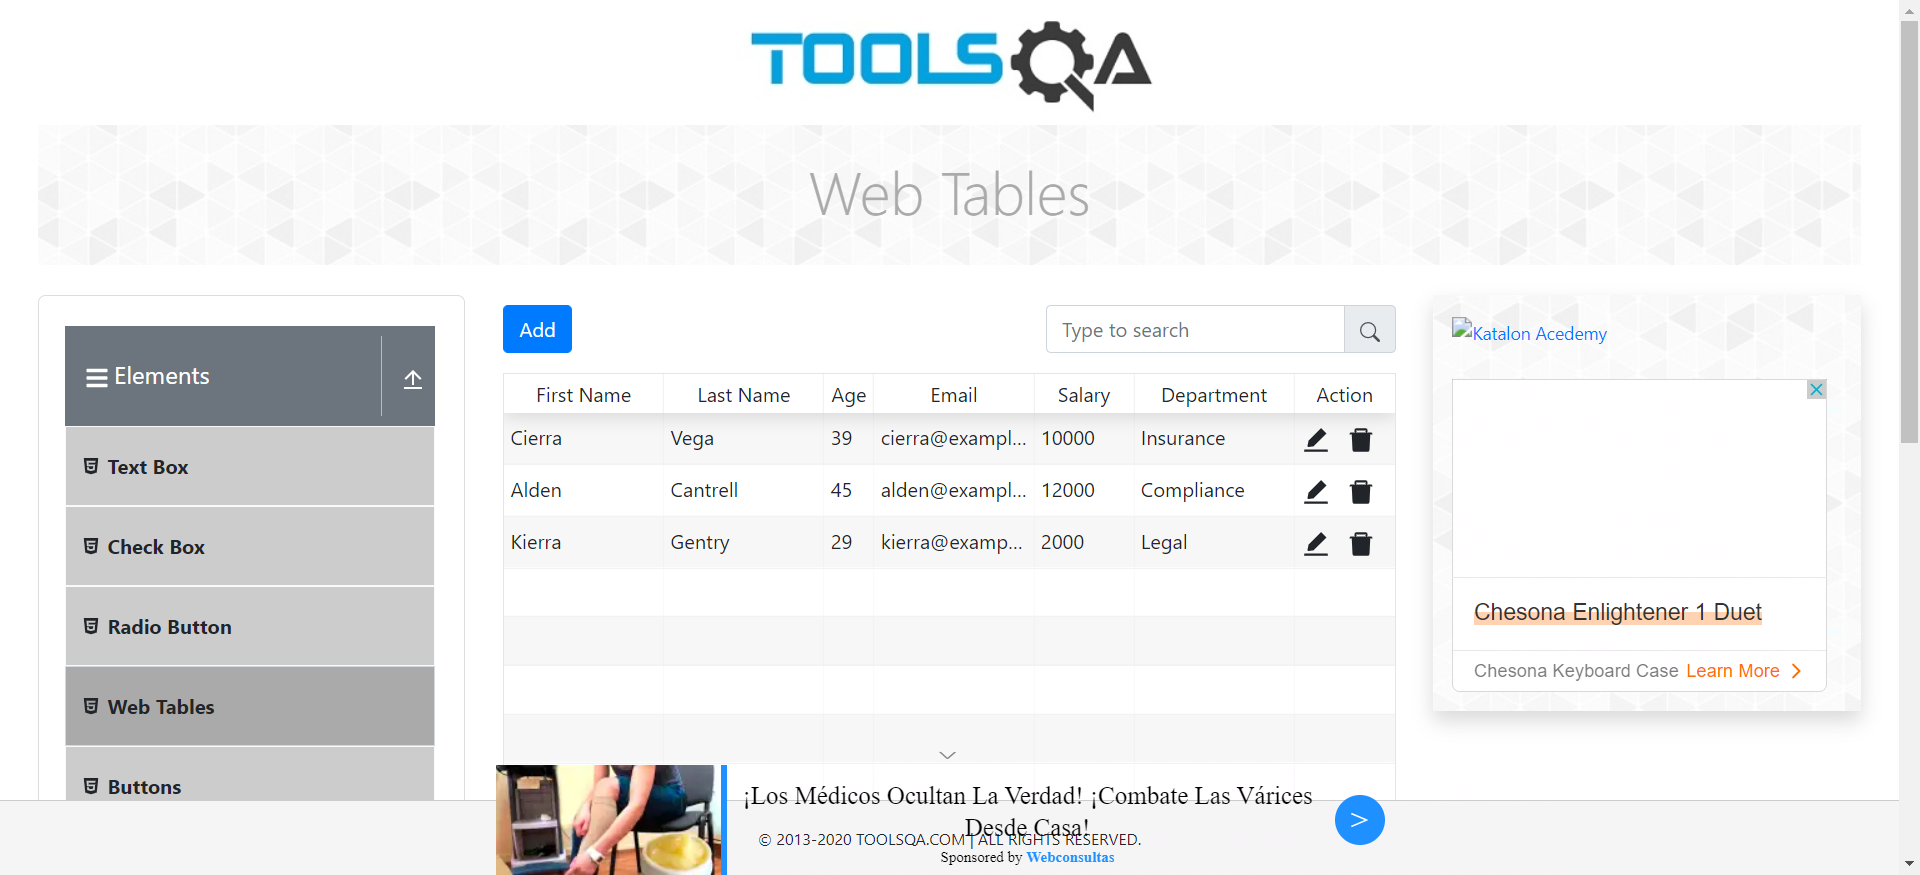 TOOLSQA
Web Tables
Elements
Text Box
Check Box
Radio Button
Web Tables
Buttons
Add
Type to search
First Name Last Name Age Email Salary Department Action
Cierra Vega 39 cierra@exampl... 10000 Insurance
Alden Cantrell 45 alden@exampl... 12000 Compliance
Kierra Gentry 29 kierra@examp... 2000 Legal
Katalon Acedemy
Chesona Enlightener 1 Duet
Chesona Keyboard Case Learn More
¡Los Médicos Ocultan La Verdad! ¡Combate Las Várices
Desde Casa!
© 2013-2020 TOOLSQA.COM | ALL RIGHTS RESERVED.
Sponsored by Webconsultas